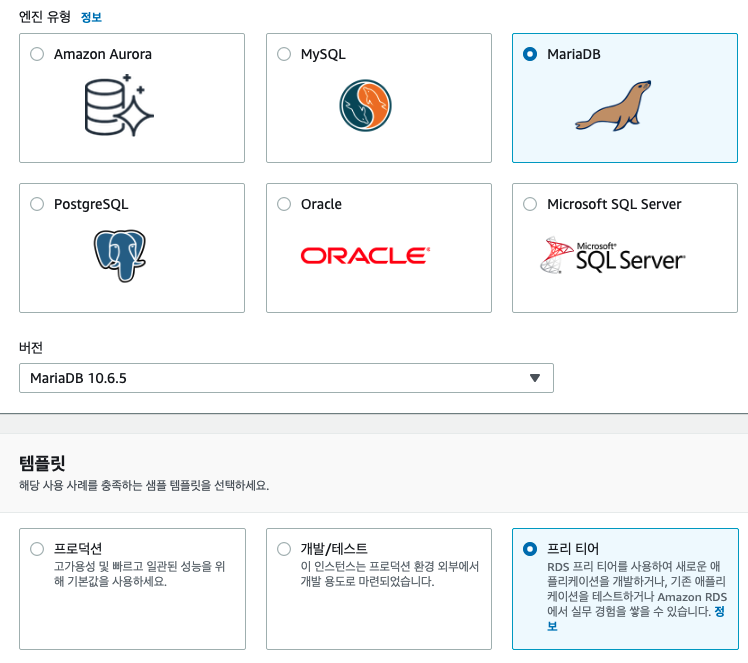 엔진 유형 정보
Amazon Aurora
MySQL
MariaDB
PostgreSQL
Oracle
Microsoft SQL Server
ORACLE
Microsoft
SQL Server
버전
MariaDB 10.6.5
템플릿
해당 사용 사례를 충족하는 샘플 템플릿을 선택하세요.
프로덕션
고가용성 및 빠르고 일관된 성능을 위
해 기본값을 사용하세요.
개발/테스트
이 인스턴스는 프로덕션 환경 외부에서
개발 용도로 마련되었습니다.
프리 티어
RDS 프리 티어를 사용하여 새로운 애
플리케이션을 개발하거나, 기존 애플리
케이션을 테스트하거나 Amazon RDS
에서 실무 경험을 쌓을 수 있습니다. 정
보